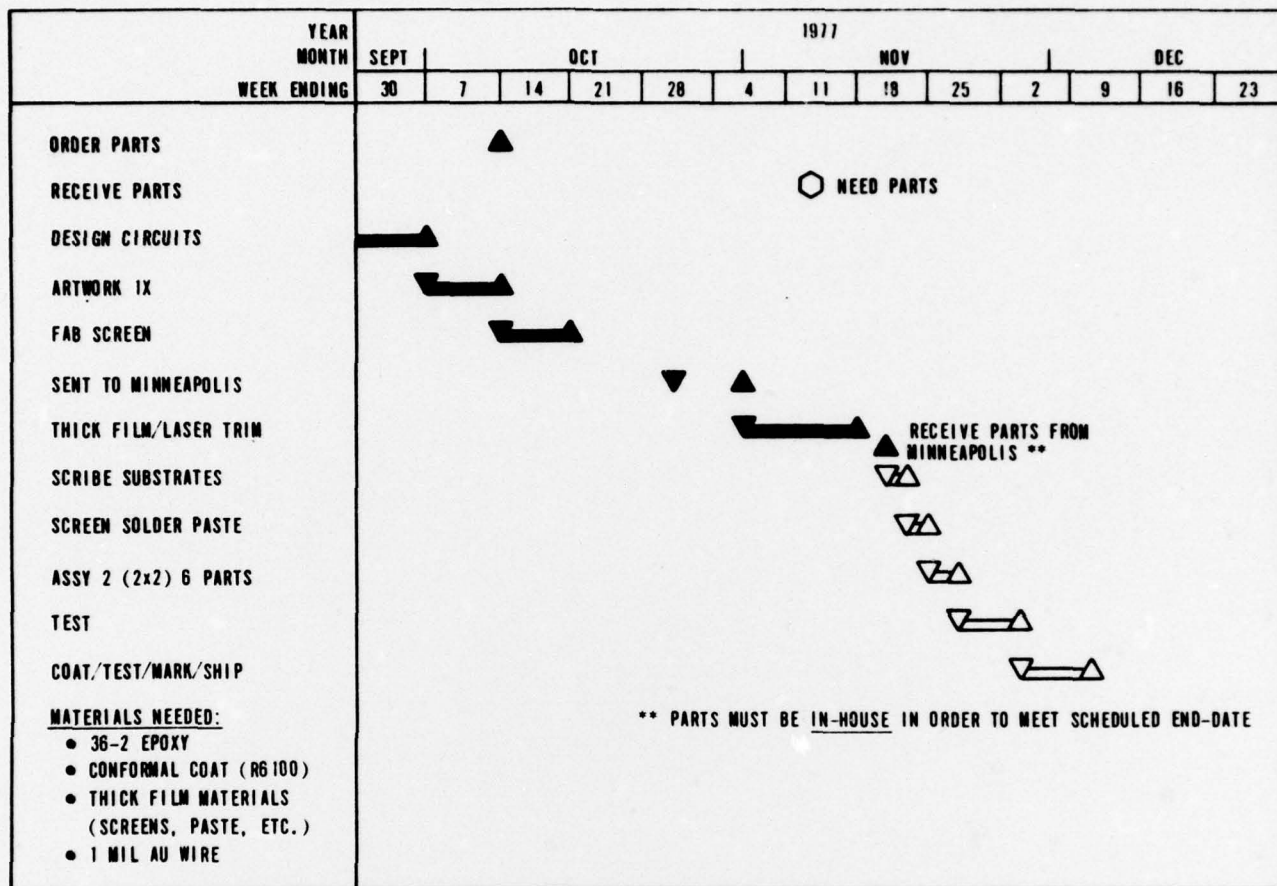 YEAR 1977
MONTH SEPT OCT NOV DEC
WEEK ENDING 30 7 14 21 28 4 11 18 25 2 9 16 23
ORDER PARTS
RECEIVE PARTS NEED PARTS
DESIGN CIRCUITS
ARTWORK 1X
FAB SCREEN
SENT TO MINNEAPOLIS
THICK FILM/LASER TRIM RECEIVE PARTS FROM
MINNEAPOLIS **
SCRIBE SUBSTRATES
SCREEN SOLDER PASTE
ASSY 2 (2x2) 6 PARTS
TEST
COAT/TEST/MARK/SHIP
MATERIALS NEEDED: ** PARTS MUST BE IN-HOUSE IN ORDER TO MEET SCHEDULED END-DATE
• 36-2 EPOXY
• CONFORMAL COAT (R6100)
• THICK FILM MATERIALS
(SCREENS, PASTE, ETC.)
• 1 MIL AU WIRE